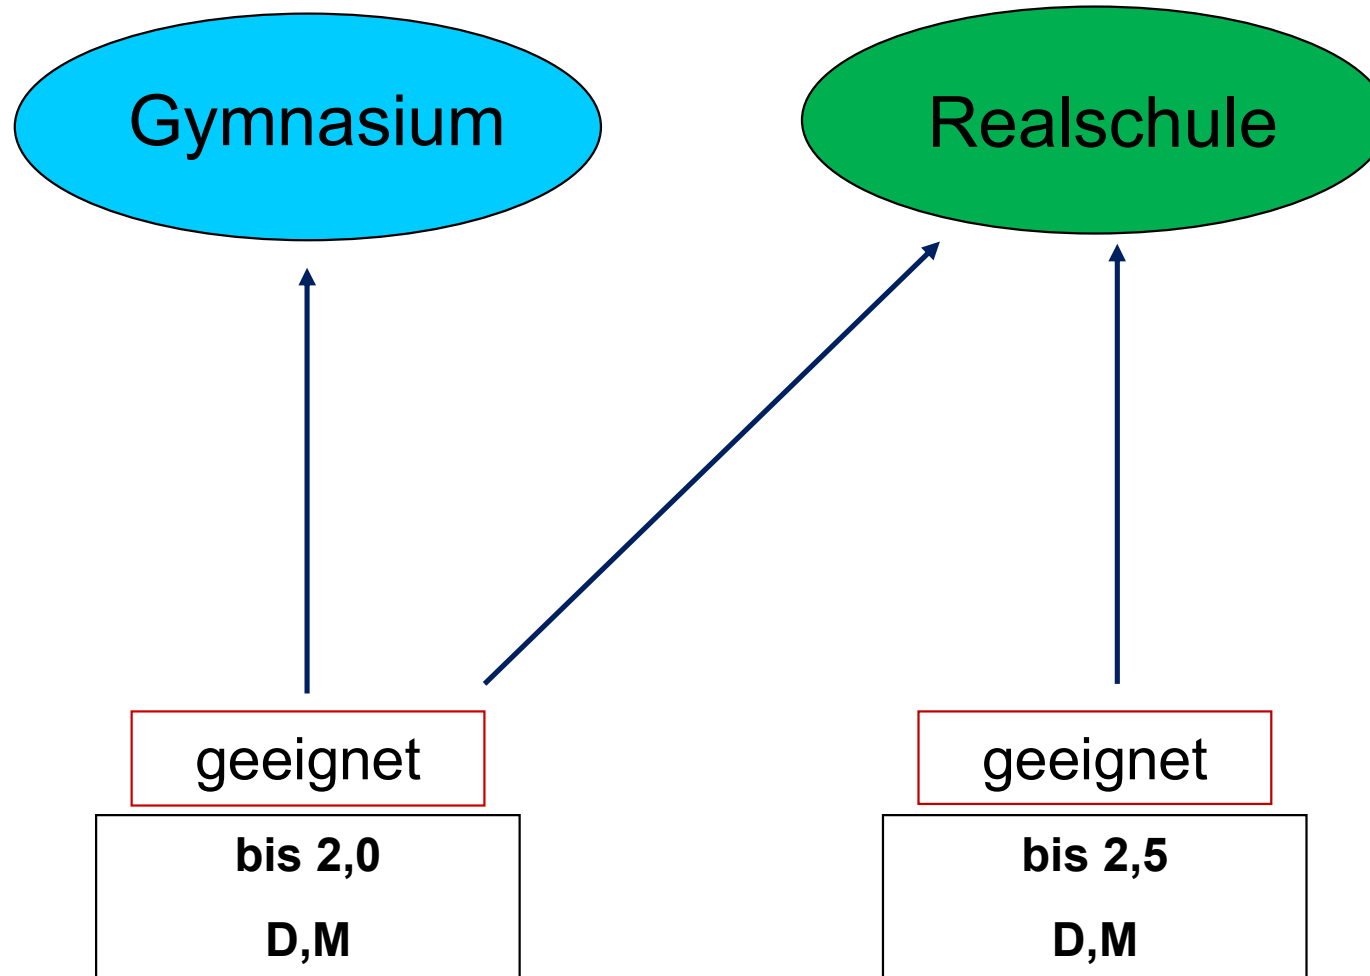 Gymnasium
Realschule
geeignet
bis 2,0
D,M
geeignet
bis 2,5
D,M